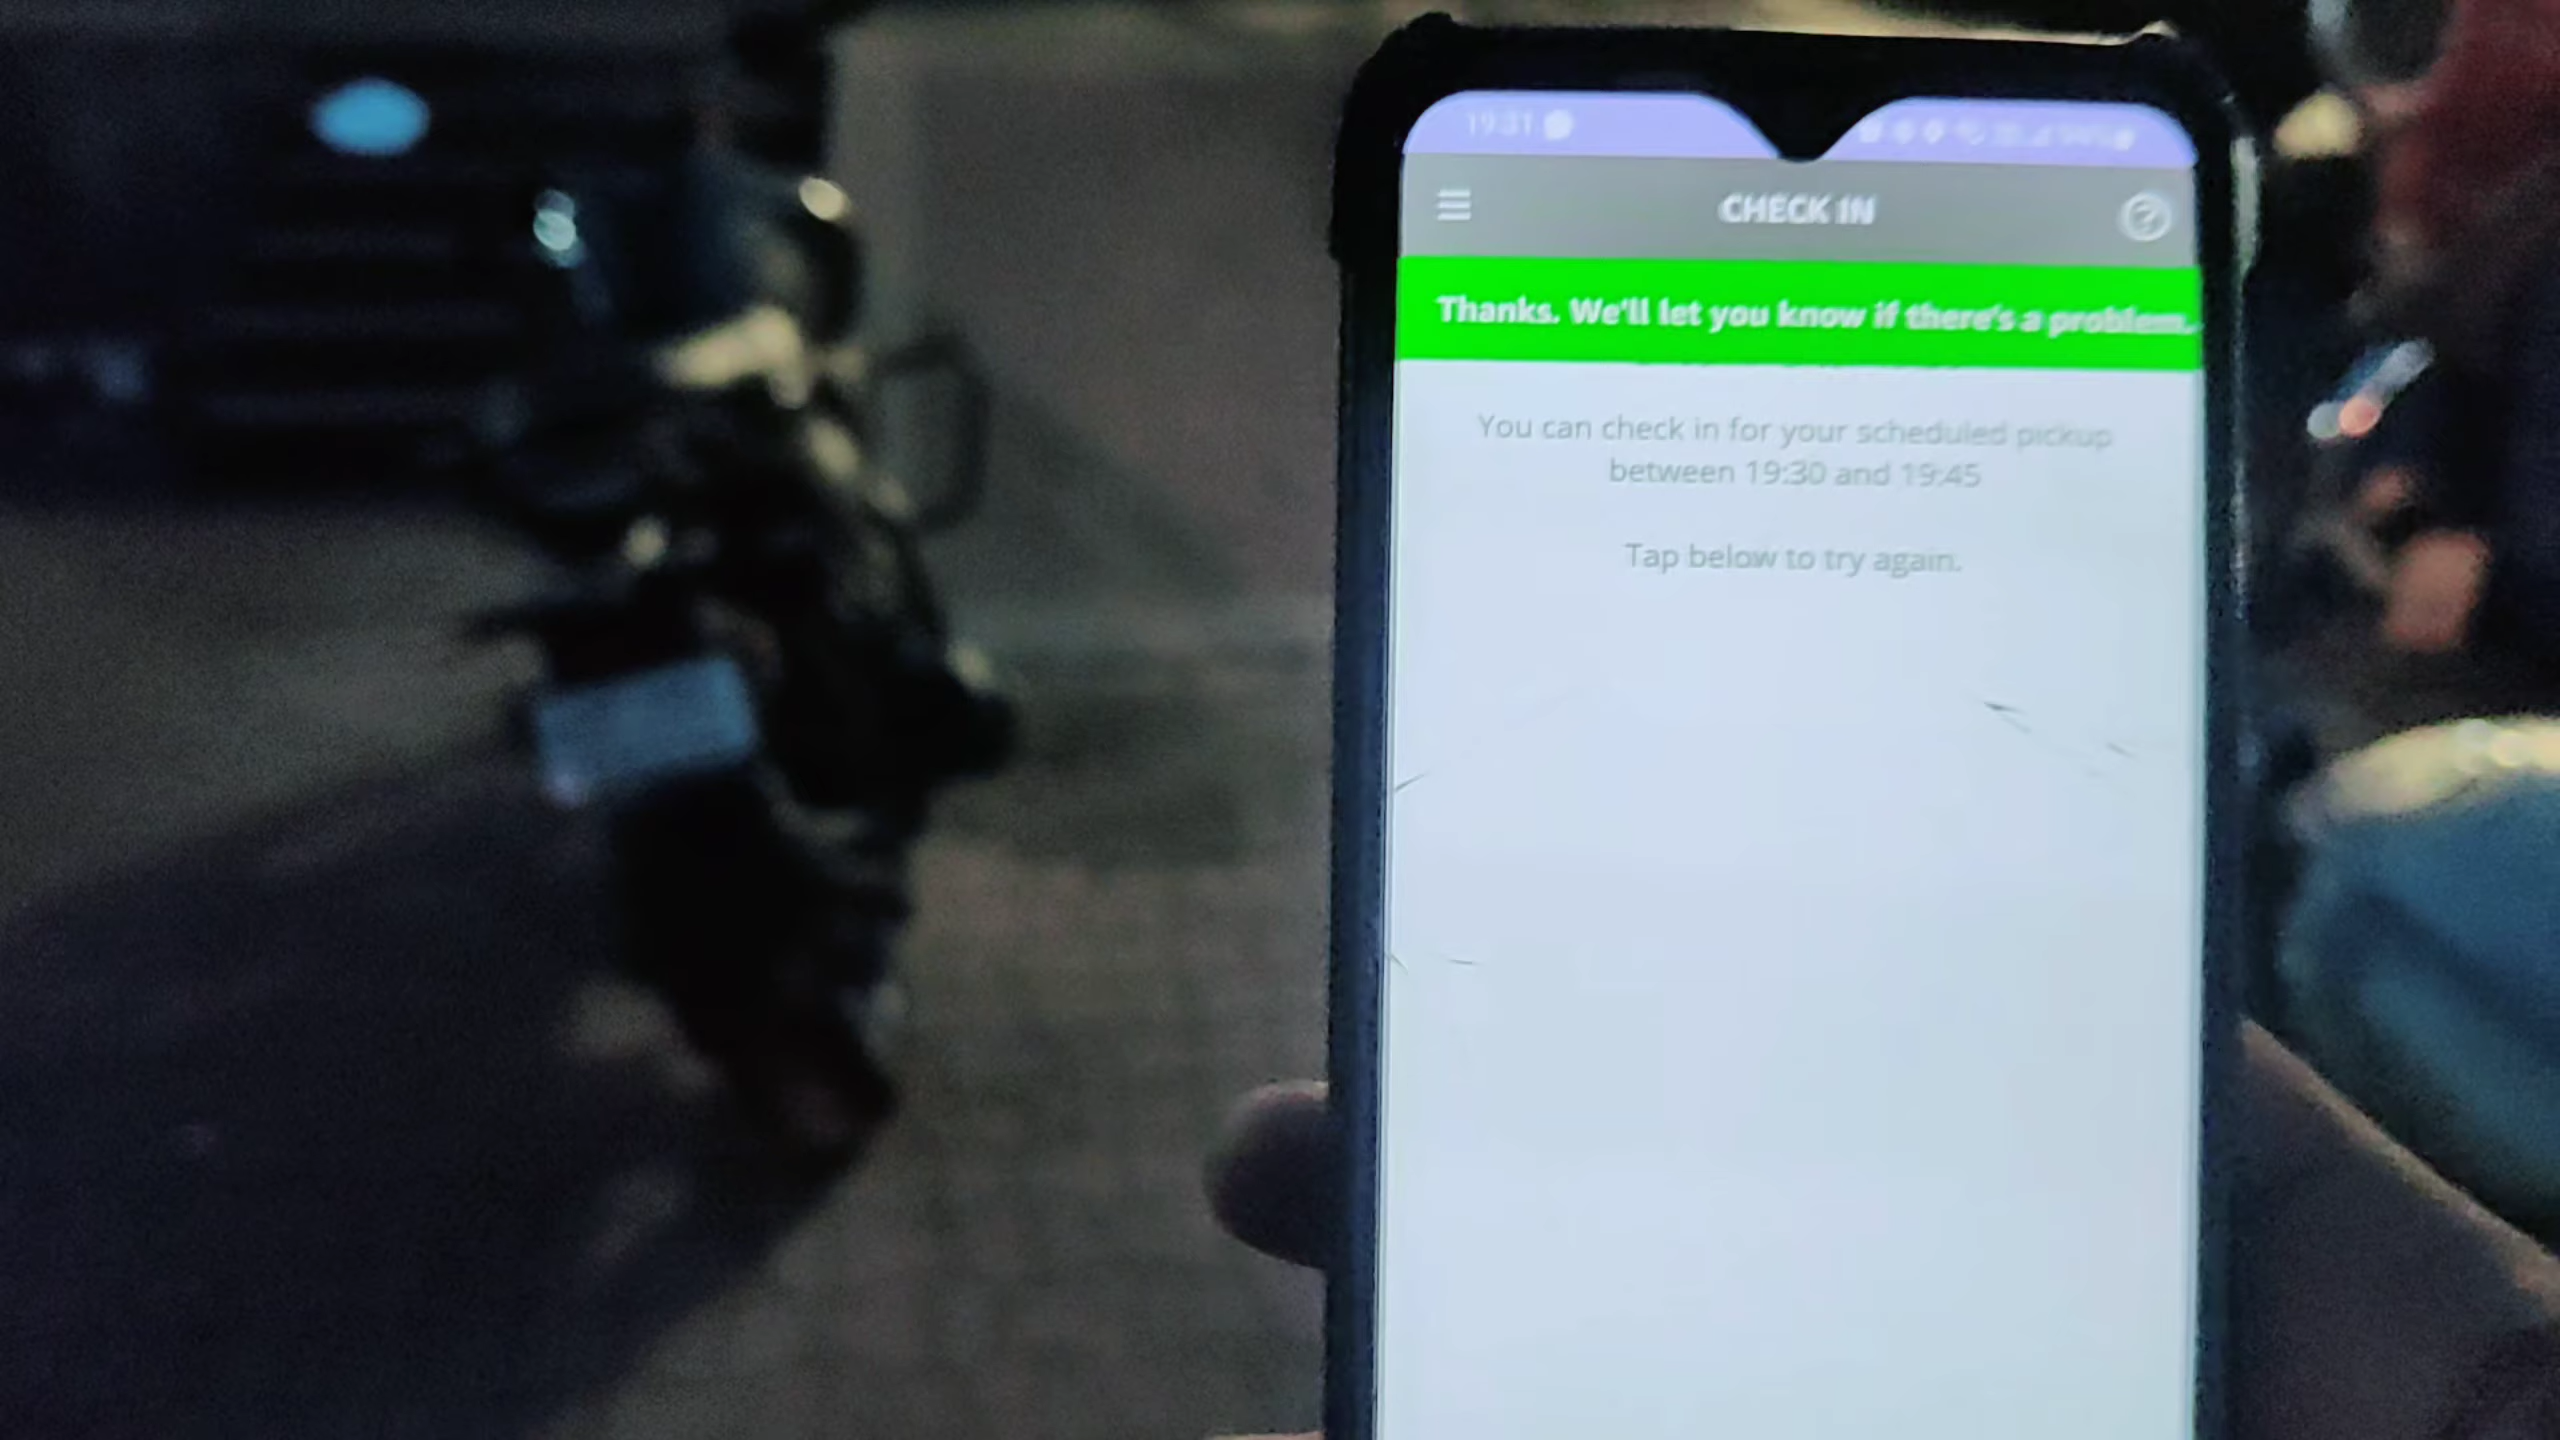 19:31
CHECK IN
Thanks. We'll let you know if there's a problem.
You can check in for your scheduled pickup
between 19:30 and 19:45
Tap below to try again.